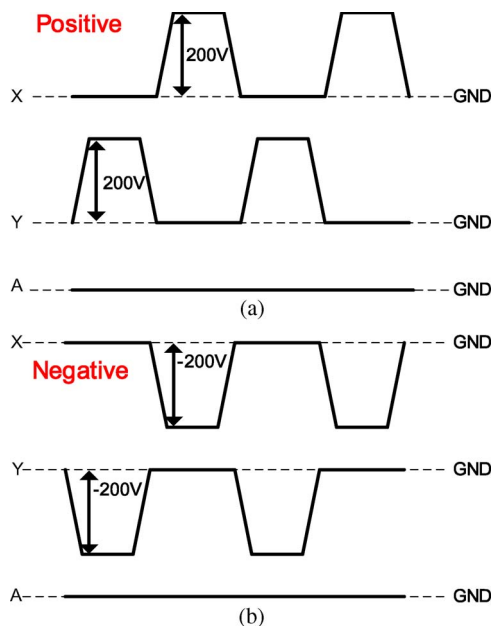 Positive
200V
X
GND
200V
Y
GND
A
GND
(a)
X
GND
Negative
-200V
Y
GND
-200V
A
GND
(b)